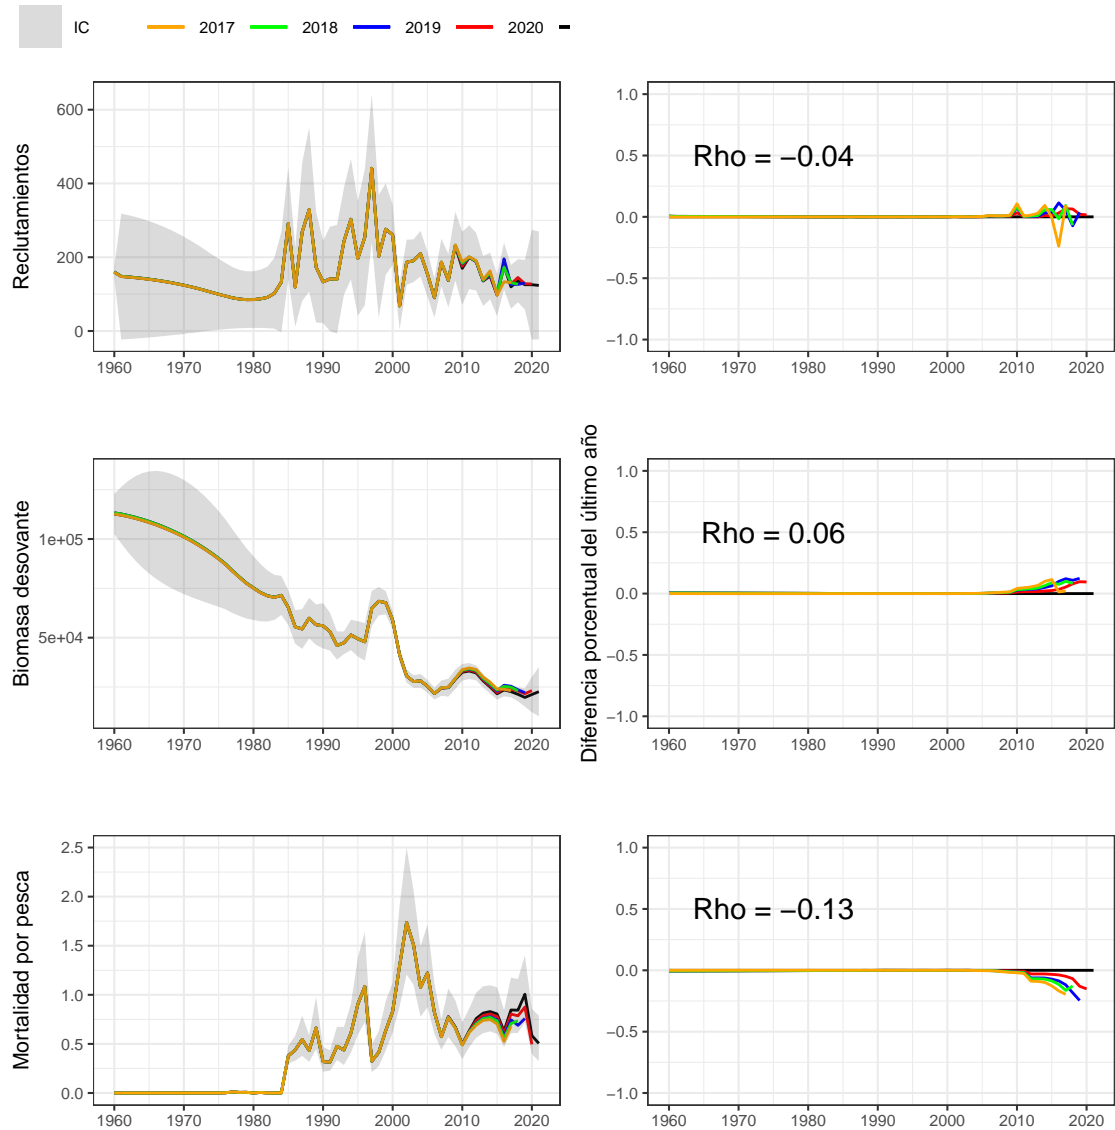 IC 2017 2018 2019 2020
Reclutamientos
600
400
200
0
1960 1970 1980 1990 2000 2010 2020
Rho = −0.04
1.0
0.5
0.0
−0.5
−1.0
1960 1970 1980 1990 2000 2010 2020
Biomasa desovante
1e+05
5e+04
1960 1970 1980 1990 2000 2010 2020
Diferencia porcentual del último año
Rho = 0.06
1.0
0.5
0.0
−0.5
−1.0
1960 1970 1980 1990 2000 2010 2020
Mortalidad por pesca
2.5
2.0
1.5
1.0
0.5
0.0
1960 1970 1980 1990 2000 2010 2020
Rho = −0.13
1.0
0.5
0.0
−0.5
−1.0
1960 1970 1980 1990 2000 2010 2020